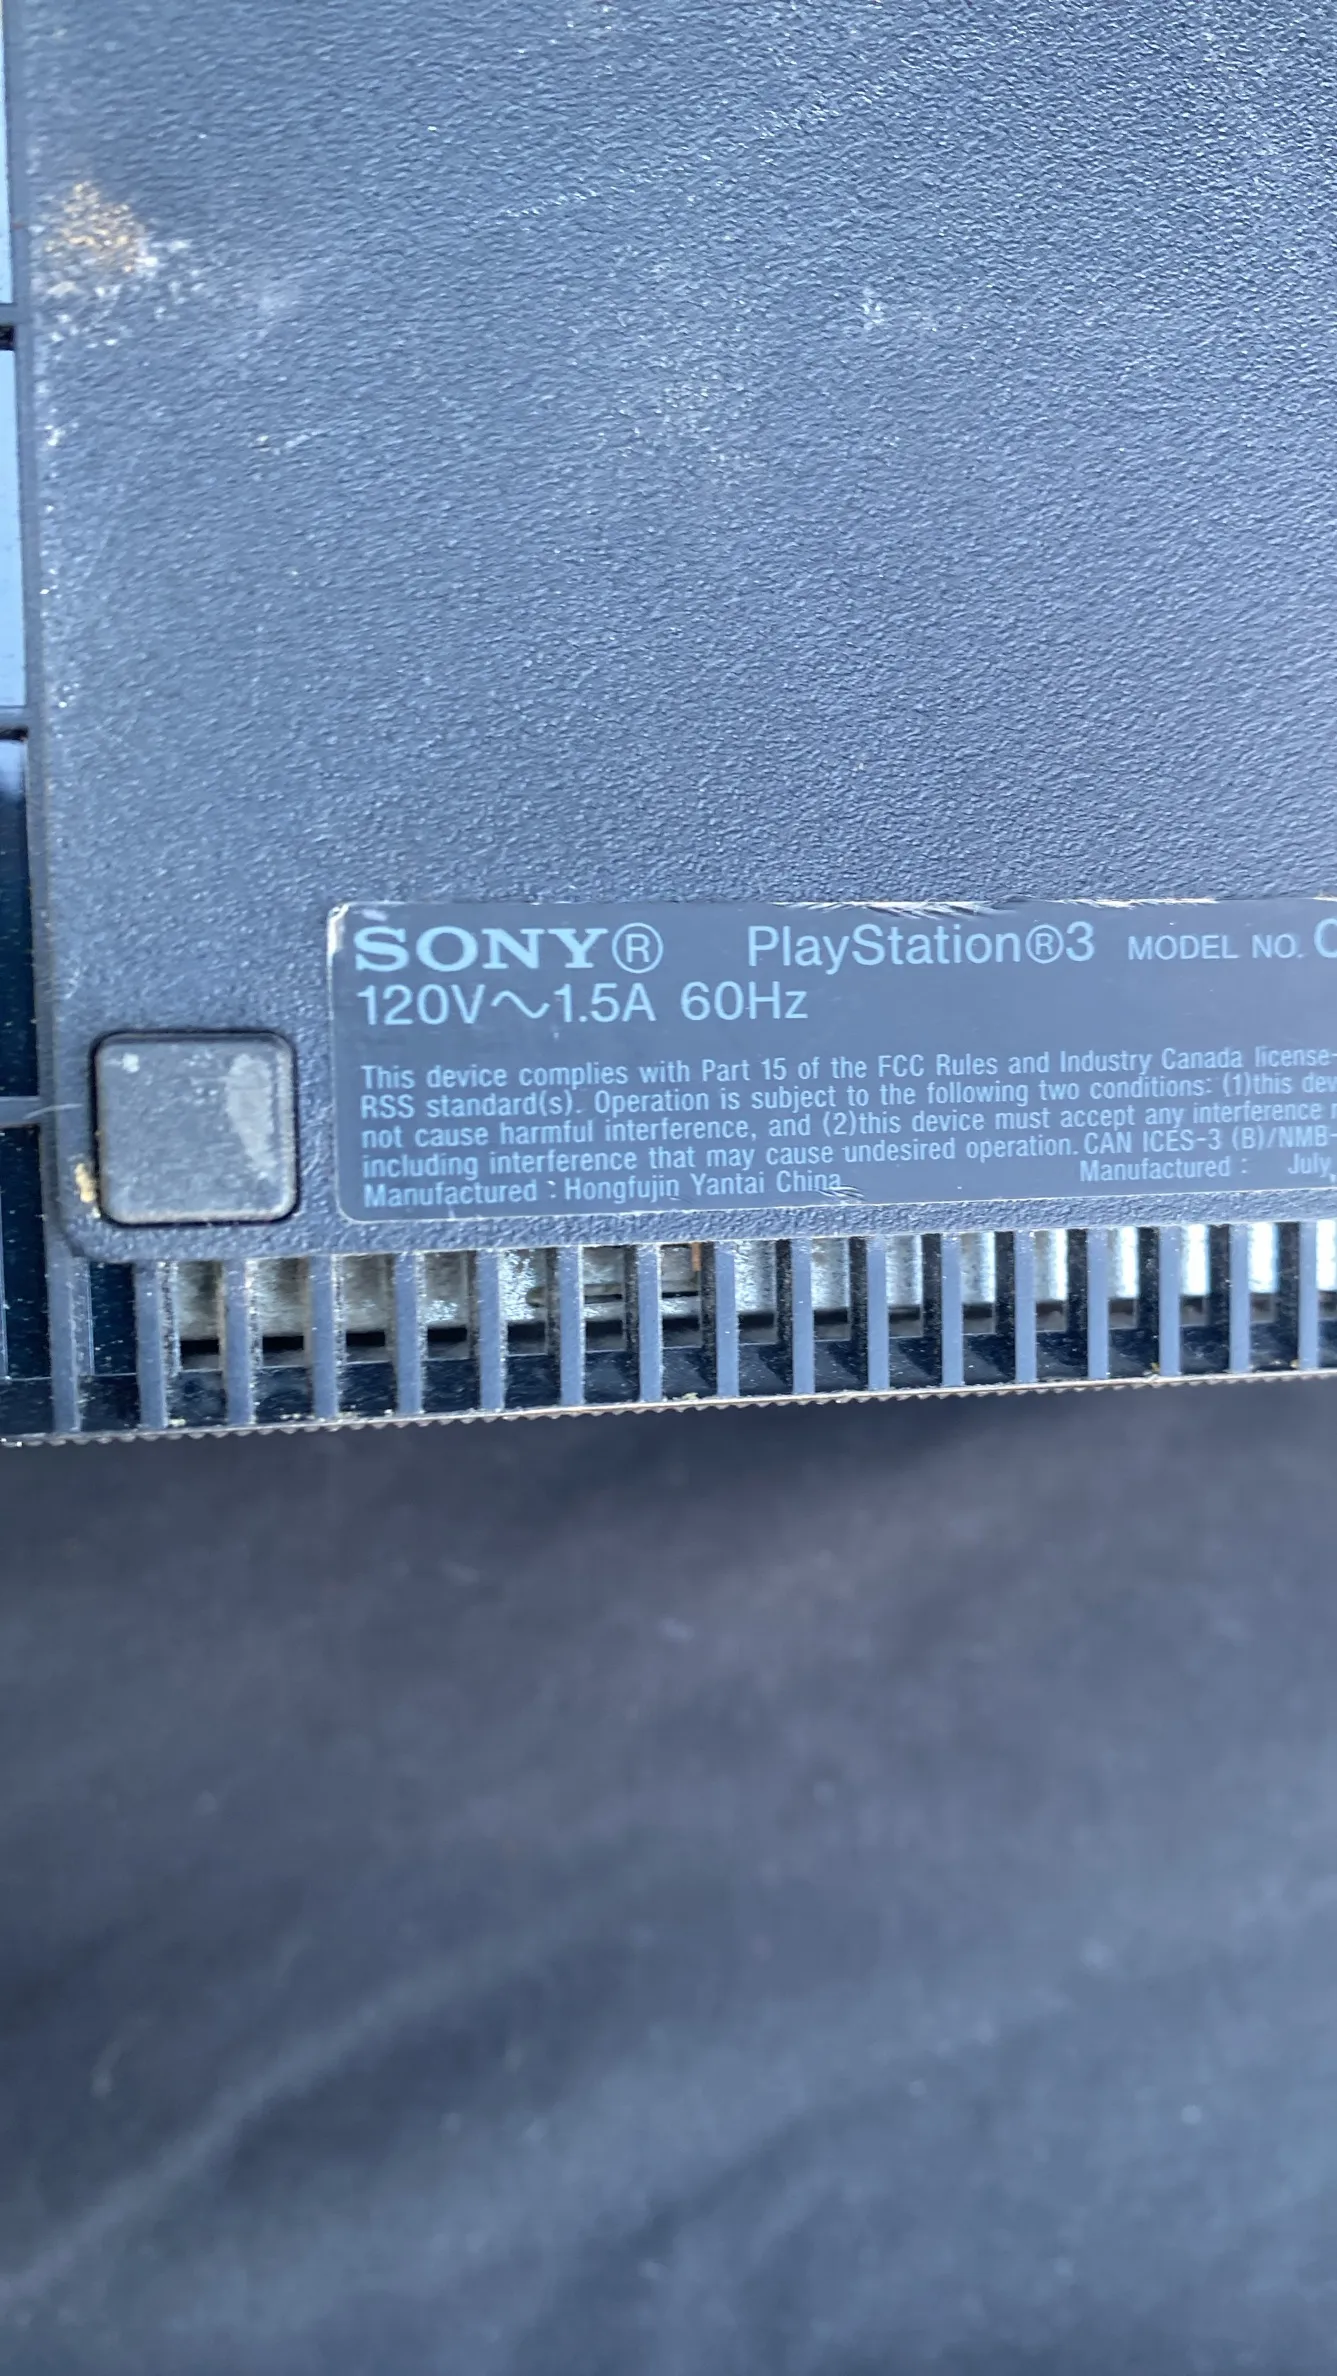 SONY® PlayStation®3 MODEL NO. C
120V~1.5A 60Hz
This device complies with Part 15 of the FCC Rules and Industry Canada license-
RSS standard(s). Operation is subject to the following two conditions: (1)this dev
not cause harmful interference, and (2)this device must accept any interference
including interference that may cause undesired operation. CAN ICES-3 (B)/NMB-
Manufactured : Hongfujin Yantai China Manufactured : July,